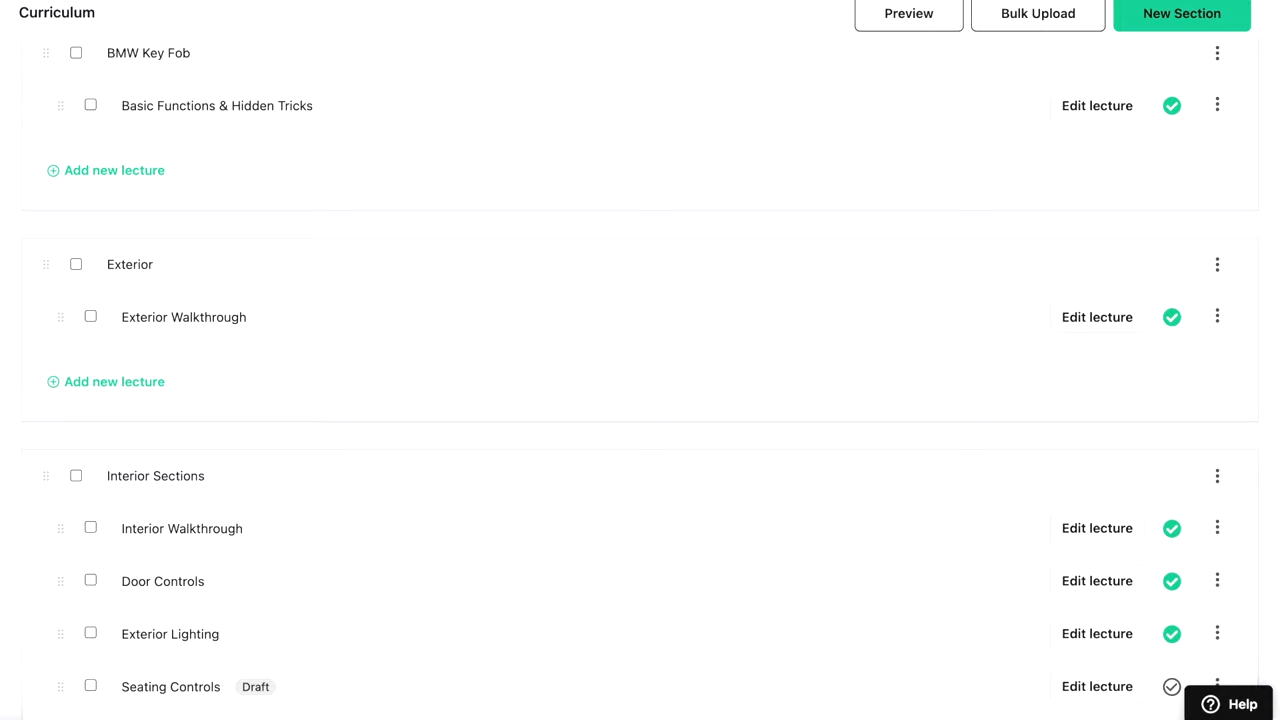 Curriculum
Preview
Bulk Upload
New Section
BMW Key Fob
Basic Functions & Hidden Tricks
Edit lecture
Add new lecture
Exterior
Exterior Walkthrough
Edit lecture
Add new lecture
Interior Sections
Interior Walkthrough
Edit lecture
Door Controls
Edit lecture
Exterior Lighting
Edit lecture
Seating Controls
Draft
Edit lecture
Help